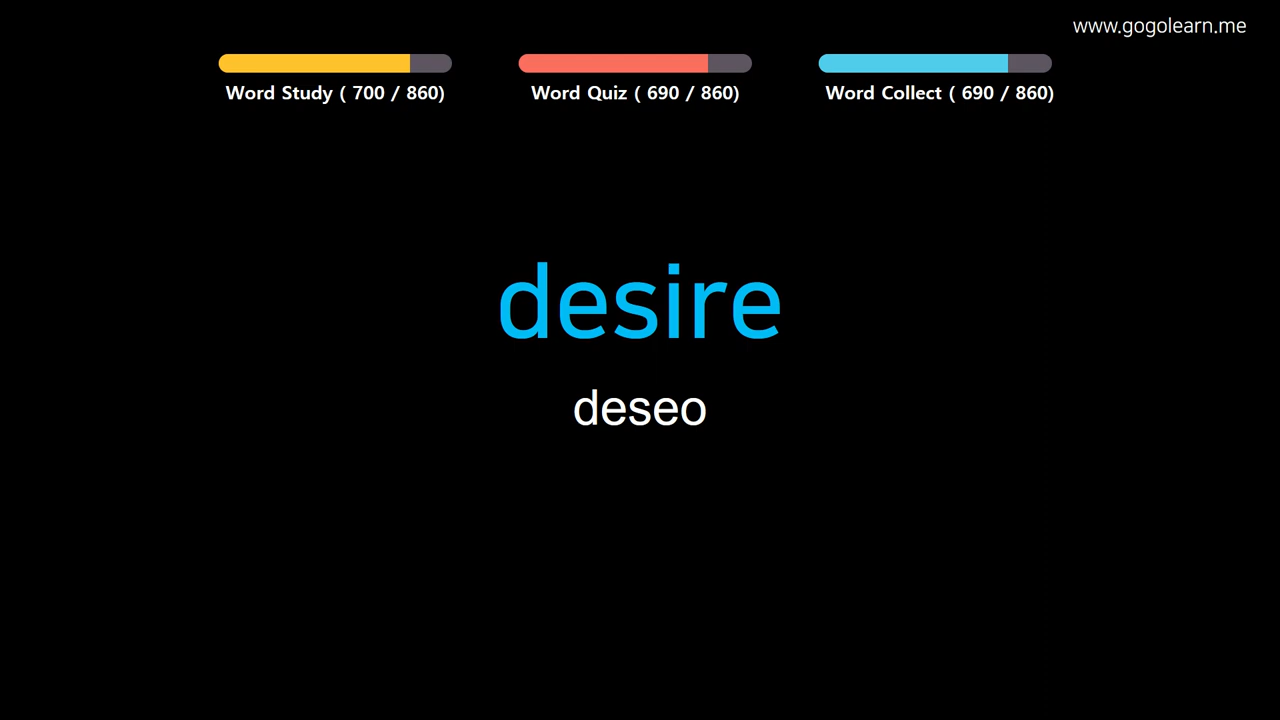 www.gogolearn.me
Word Study ( 700 / 860)
Word Quiz ( 690 / 860)
Word Collect ( 690 / 860)
desire
deseo